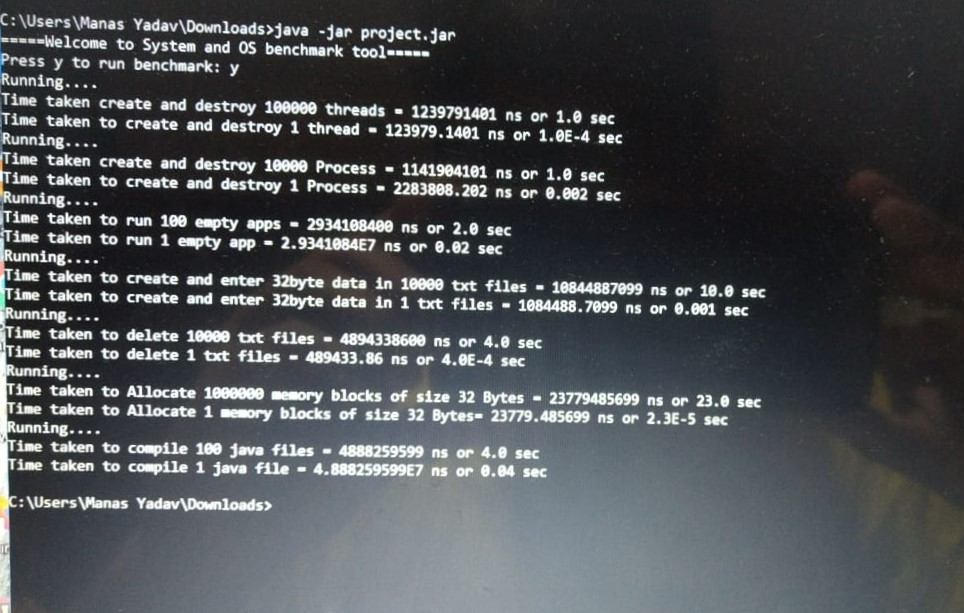 C:\Users\Manas Yadav\Downloads>java -jar project.jar
=====Welcome to System and OS benchmark tool=====
Press y to run benchmark: y
Running....
Time taken create and destroy 100000 threads = 1239791401 ns or 1.0 sec
Time taken to create and destroy 1 thread = 123979.1401 ns or 1.0E-4 sec
Running....
Time taken create and destroy 10000 Process = 1141904101 ns or 1.0 sec
Time taken to create and destroy 1 Process = 2283808.202 ns or 0.002 sec
Running....
Time taken to run 100 empty apps = 2934108400 ns or 2.0 sec
Time taken to run 1 empty app = 2.9341084E7 ns or 0.02 sec
Running....
Time taken to create and enter 32byte data in 10000 txt files = 10844887099 ns or 10.0 sec
Time taken to create and enter 32byte data in 1 txt files = 1084488.7099 ns or 0.001 sec
Running....
Time taken to delete 10000 txt files = 4894338600 ns or 4.0 sec
Time taken to delete 1 txt files = 489433.86 ns or 4.0E-4 sec
Running....
Time taken to Allocate 1000000 memory blocks of size 32 Bytes = 23779485699 ns or 23.0 sec
Time taken to Allocate 1 memory blocks of size 32 Bytes= 23779.485699 ns or 2.3E-5 sec
Running....
Time taken to compile 100 java files = 4888259599 ns or 4.0 sec
Time taken to compile 1 java file = 4.888259599E7 ns or 0.04 sec
C:\Users\Manas Yadav\Downloads>